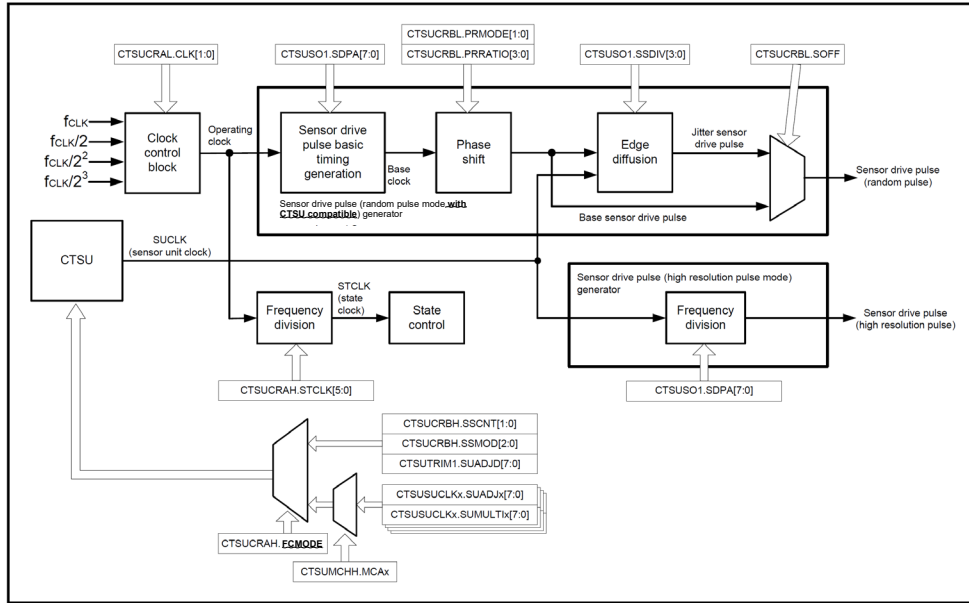 CTSUCRAL.CLK[1:0]
CTSUSO1.SDPA[7:0]
CTSUCRBL.PRMODE[1:0]
CTSUCRBL.PRRATIO[3:0]
CTSUSO1.SSDIV[3:0]
CTSUCRBL.SOFF
fCLK
fCLK/2
fCLK/2²
fCLK/2³
Clock
control
block
Operating
clock
Sensor drive
pulse basic
timing
generation
Base
clock
Phase
shift
Edge
diffusion
Jitter sensor
drive pulse
Sensor drive pulse
(random pulse)
Sensor drive pulse (random pulse mode with
CTSU compatible) generator
Base sensor drive pulse
CTSU
SUCLK
(sensor unit clock)
Frequency
division
STCLK
(state
clock)
State
control
Sensor drive pulse (high resolution pulse mode)
generator
Frequency
division
Sensor drive pulse
(high resolution pulse)
CTSUCRAH.STCLK[5:0]
CTSUSO1.SDPA[7:0]
CTSUCRBH.SSCNT[1:0]
CTSUCRBH.SSMOD[2:0]
CTSUTRIM1.SUADJD[7:0]
CTSUSUCLKx.SUADJx[7:0]
CTSUSUCLKx.SUMULTIx[7:0]
CTSUCRAH.FCMODE
CTSUMCHH.MCAx